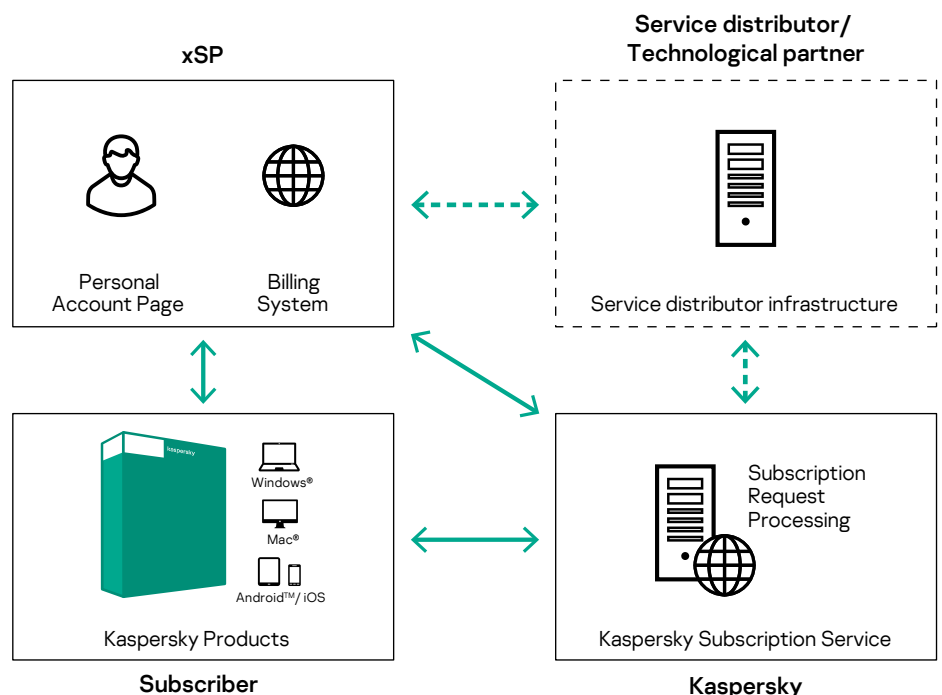 xSP
Service distributor/
Technological partner
Personal
Account Page
Billing
System
Service distributor infrastructure
kaspersky
Windows®
Mac®
Android™/ iOS
Kaspersky Products
Subscription
Request
Processing
Kaspersky Subscription Service
Subscriber
Kaspersky